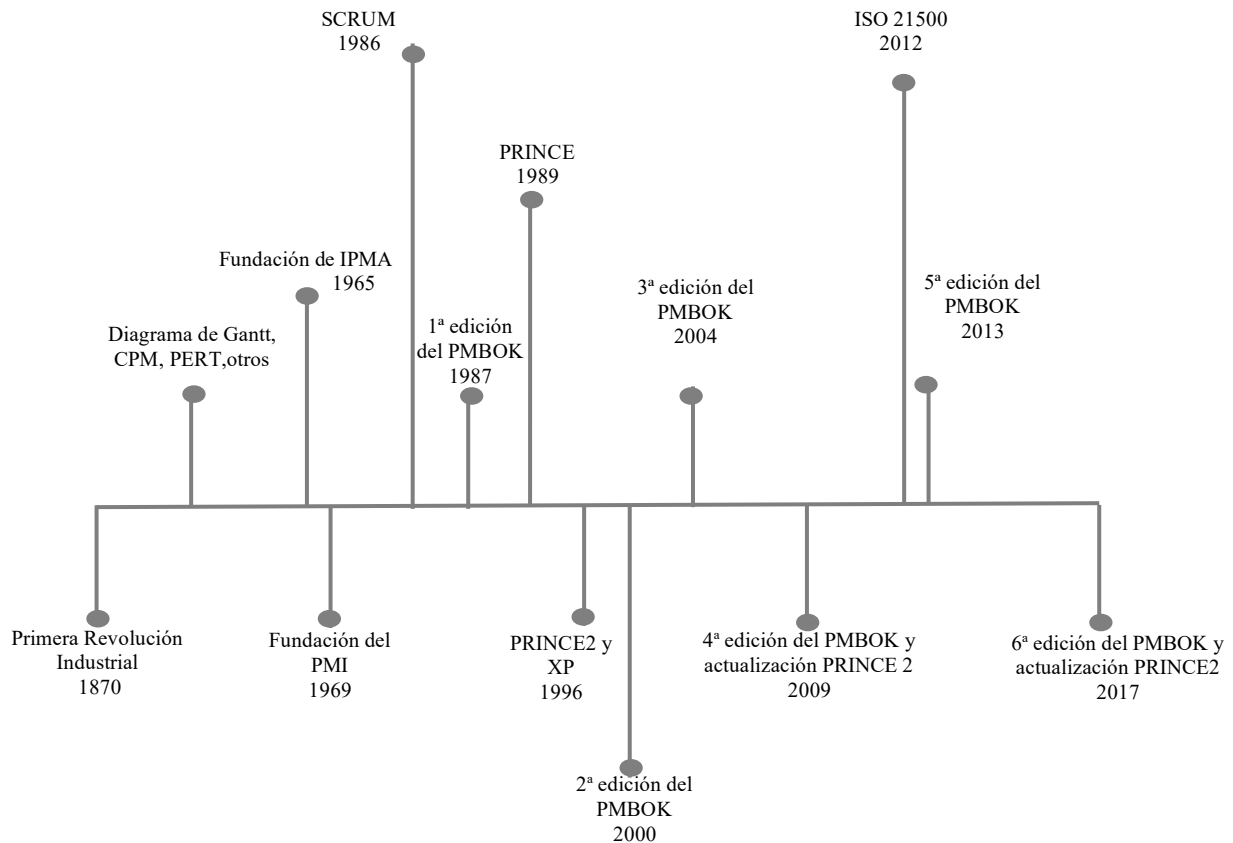 SCRUM
1986
ISO 21500
2012
PRINCE
1989
Fundación de IPMA
1965
3ª edición del
PMBOK
2004
5ª edición del
PMBOK
2013
Diagrama de Gantt,
CPM, PERT,otros
1ª edición
del PMBOK
1987
Primera Revolución
Industrial
1870
Fundación del
PMI
1969
PRINCE2 y
XP
1996
4ª edición del PMBOK y
actualización PRINCE 2
2009
6ª edición del PMBOK y
actualización PRINCE2
2017
2ª edición del
PMBOK
2000